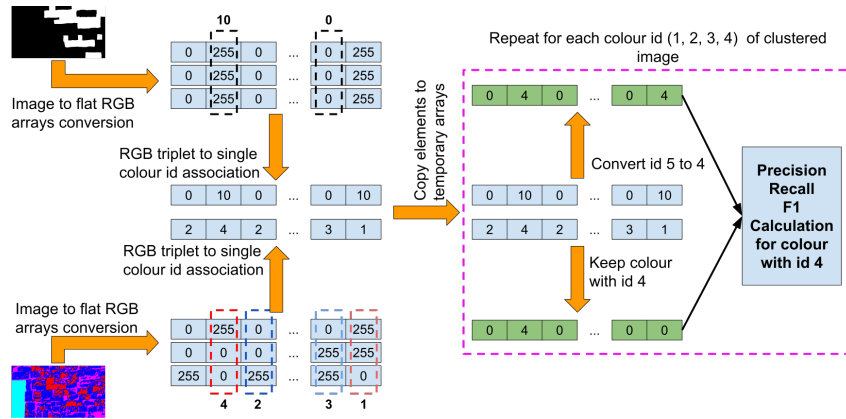 10 0
0 255 0 ... 0 255
0 255 0 ... 0 255
0 255 0 ... 0 255
Image to flat RGB
arrays conversion
RGB triplet to single
colour id association
0 10 0 ... 0 10
2 4 2 ... 3 1
RGB triplet to single
colour id association
Image to flat RGB
arrays conversion
0 255 0 ... 0 255
0 0 0 ... 255 255
255 0 255 ... 255 0
4 2 3 1
Copy elements to
temporary arrays
Repeat for each colour id (1, 2, 3, 4) of clustered
image
0 4 0 ... 0 4
Convert id 5 to 4
0 10 0 ... 0 10
2 4 2 ... 3 1
Keep colour
with id 4
0 4 0 ... 0 0
Precision
Recall
F1
Calculation
for colour
with id 4